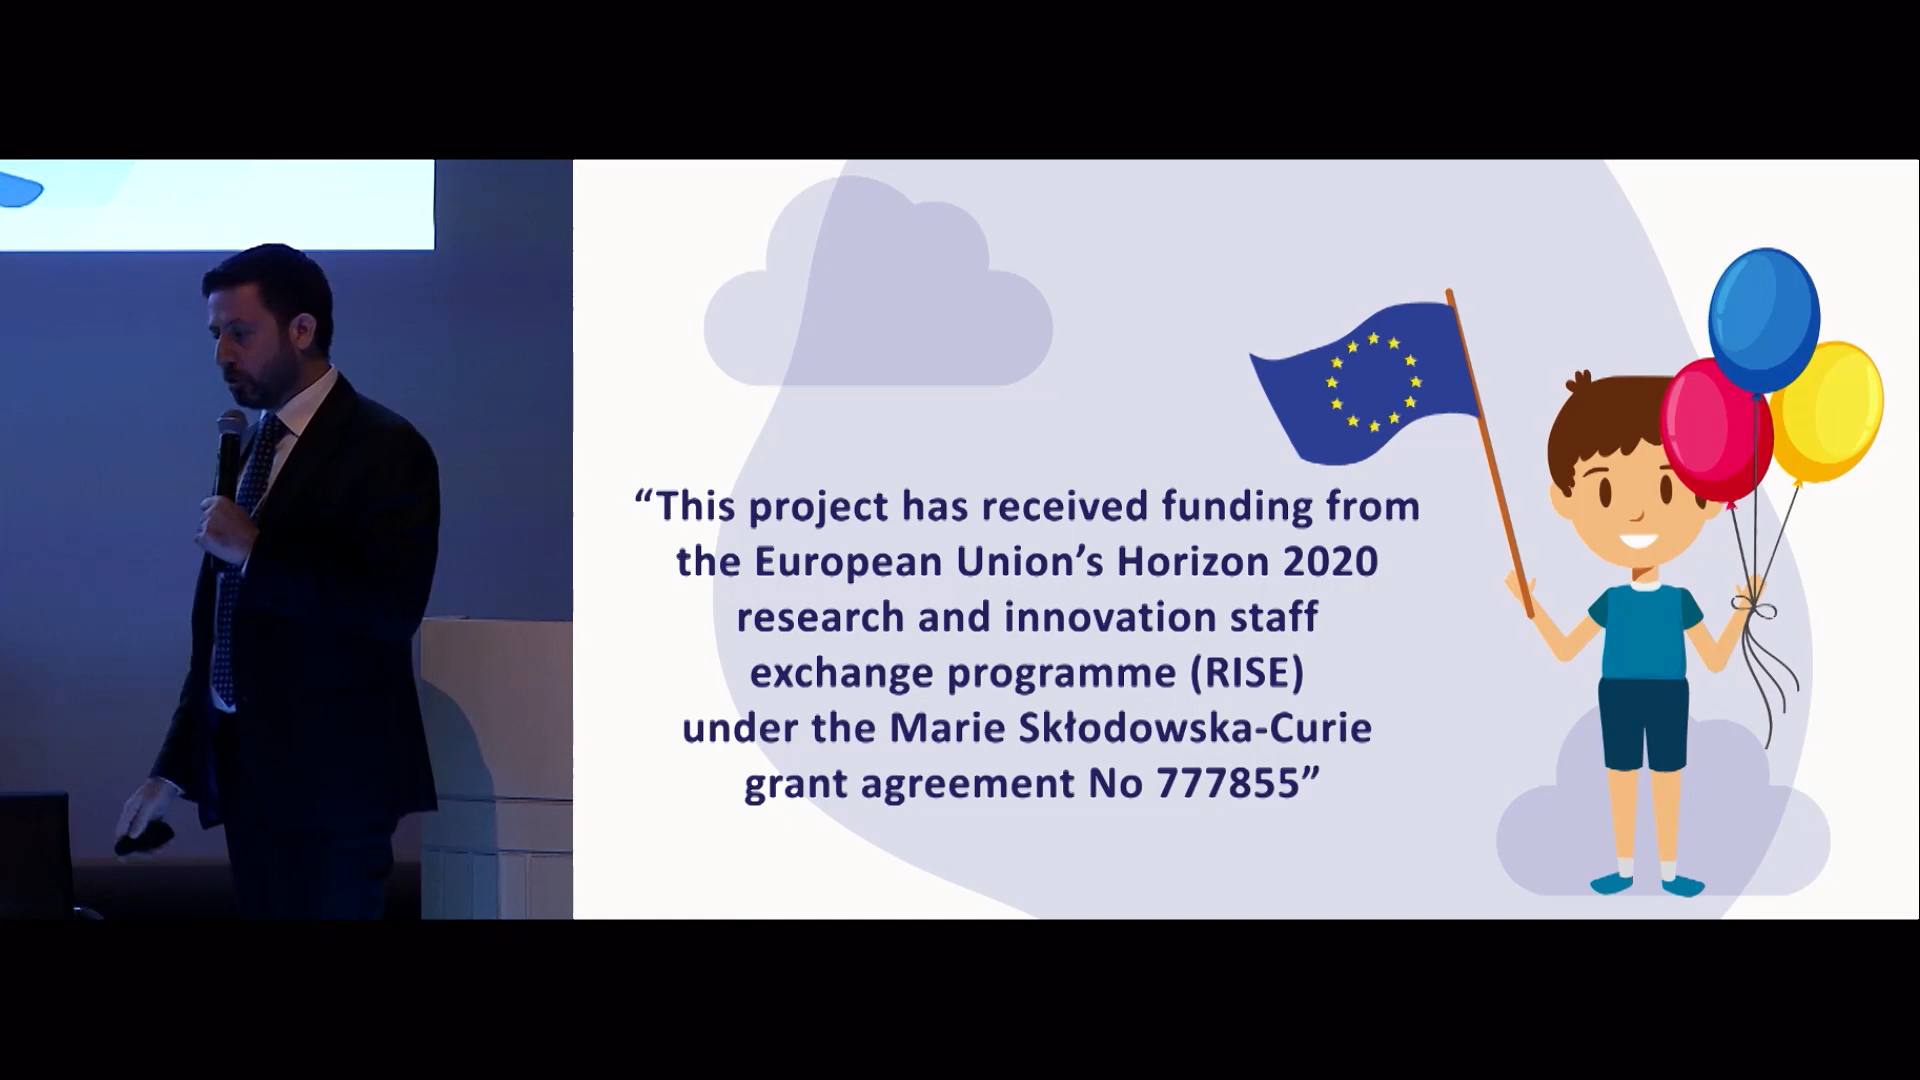 “This project has received funding from
the European Union’s Horizon 2020
research and innovation staff
exchange programme (RISE)
under the Marie Skłodowska-Curie
grant agreement No 777855”